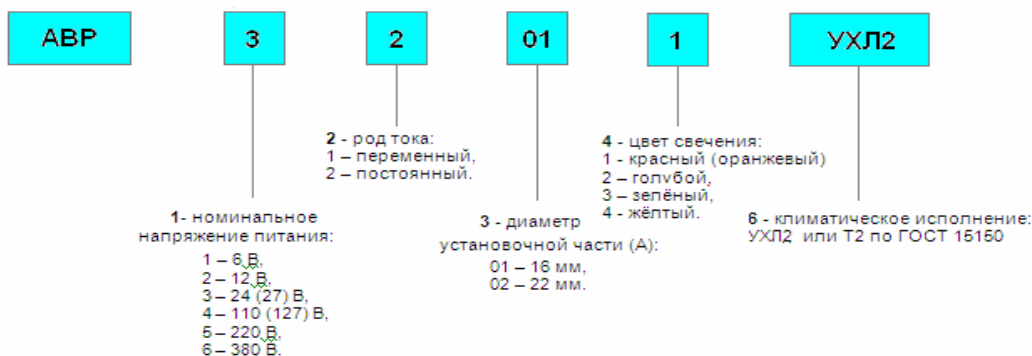 АВР 3 2 01 1 УХЛ2
2 - род тока:
1 – переменный,
2 – постоянный.
4 - цвет свечения:
1 - красный (оранжевый)
2 – голубой,
3 – зелёный,
4 - жёлтый.
1- номинальное
напряжение питания:
1 – 6 В,
2 – 12 В,
3 – 24 (27) В,
4 – 110 (127) В,
5 – 220 В,
6 – 380 В.
3 - диаметр
установочной части (А):
01 – 16 мм,
02 – 22 мм.
6 - климатическое исполнение:
УХЛ2 или Т2 по ГОСТ 15150